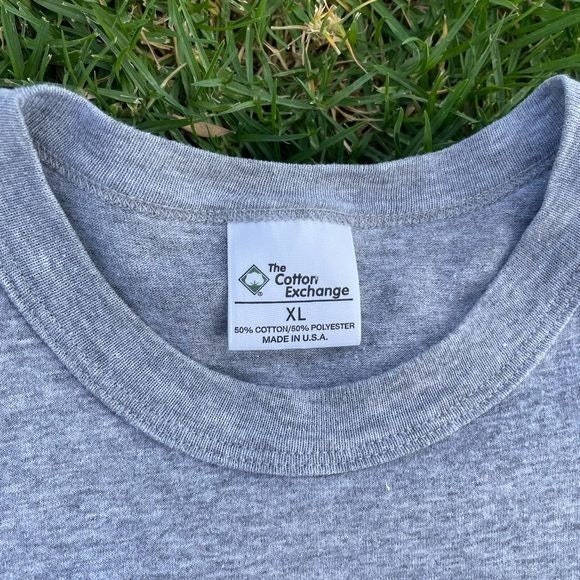 The
Cotton
Exchange
XL
50% COTTON/50% POLYESTER
MADE IN U.S.A.